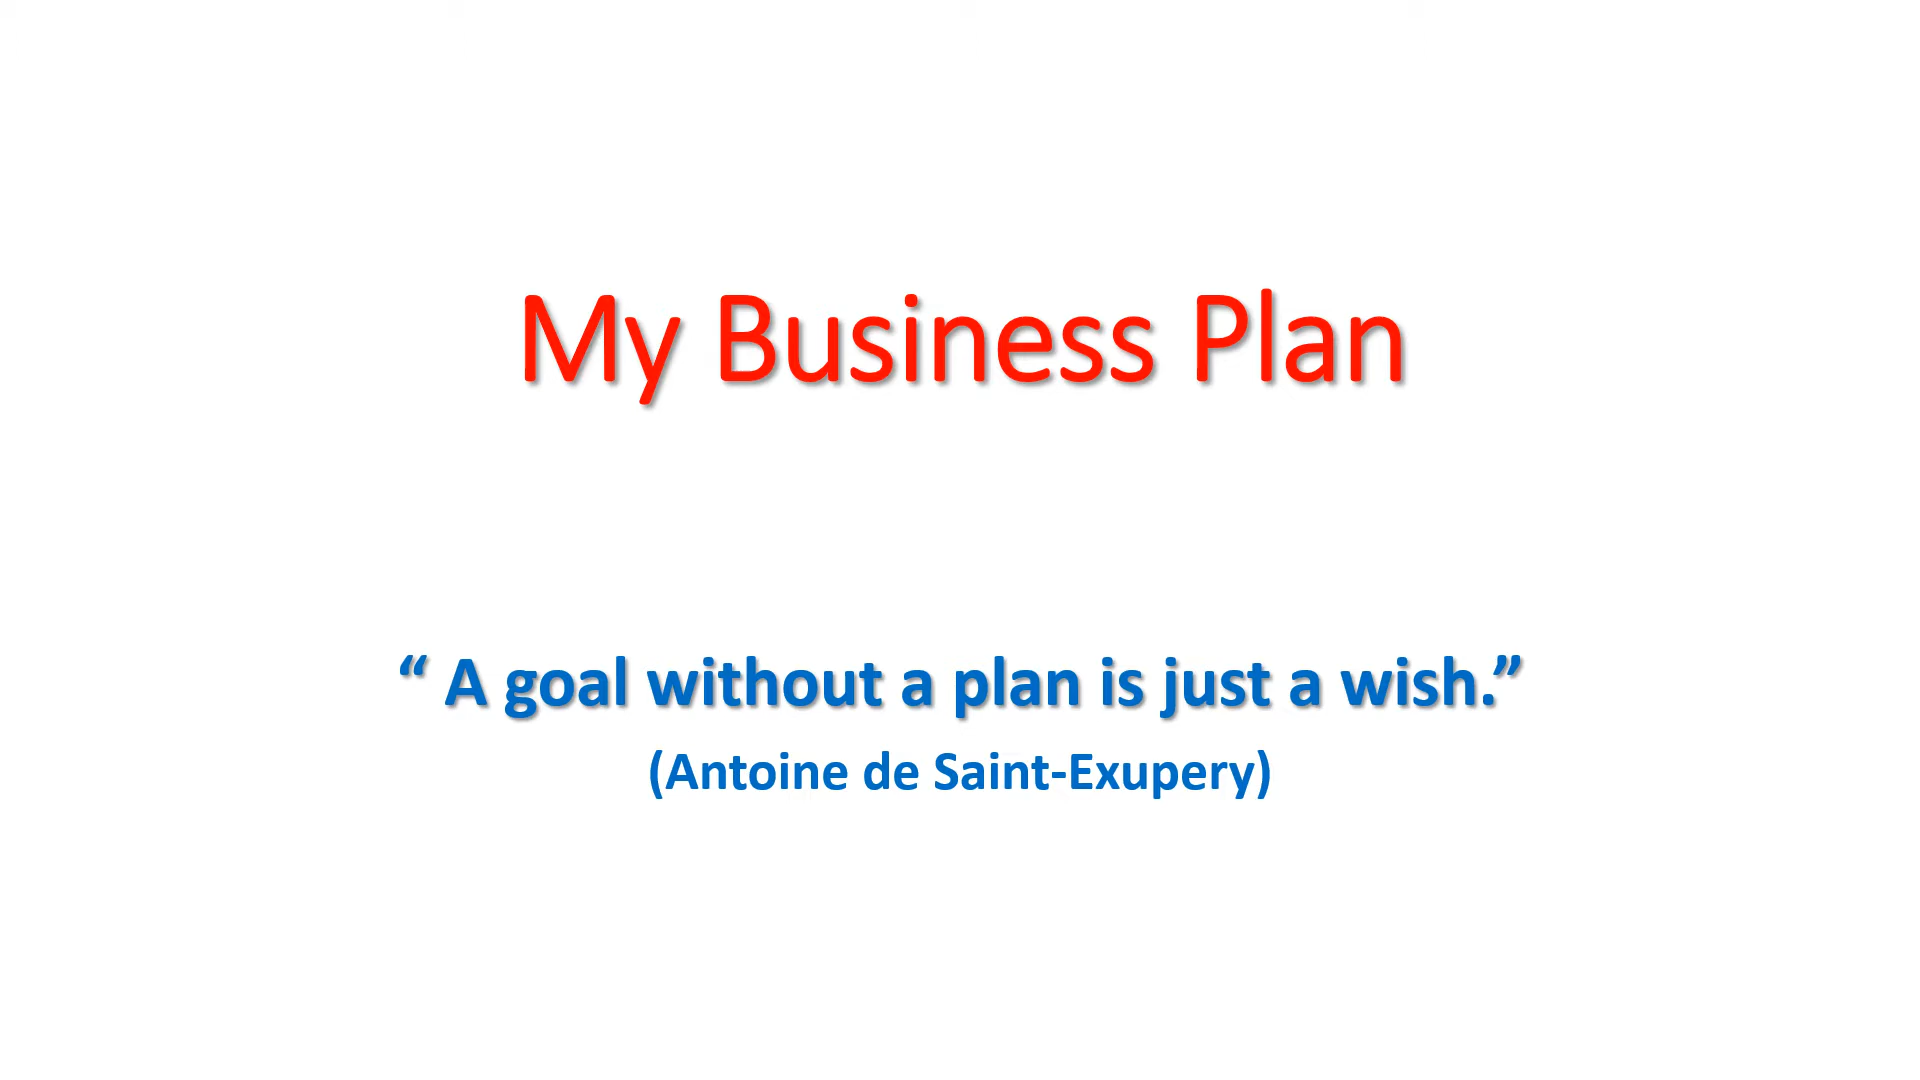 My Business Plan
“ A goal without a plan is just a wish.”
(Antoine de Saint-Exupery)